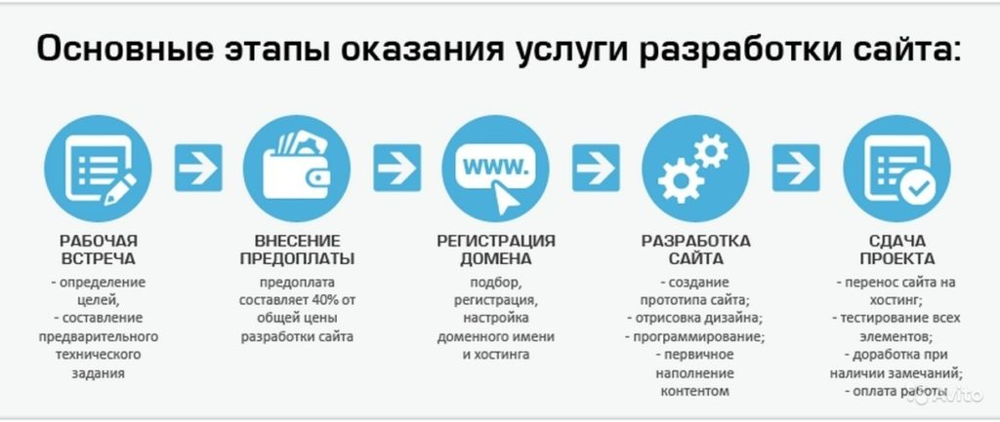 Основные этапы оказания услуги разработки сайта:
www.
РАБОЧАЯ
ВСТРЕЧА
- определение
целей,
- составление
предварительного
технического
задания
ВНЕСЕНИЕ
ПРЕДОПЛАТЫ
предоплата
составляет 40% от
общей цены
разработки сайта
РЕГИСТРАЦИЯ
ДОМЕНА
подбор,
регистрация,
настройка
доменного имени
и хостинга
РАЗРАБОТКА
САЙТА
- создание
прототипа сайта;
- отрисовка дизайна;
- программирование;
- первичное
наполнение
контентом
СДАЧА
ПРОЕКТА
- перенос сайта на
хостинг;
- тестирование всех
элементов;
- доработка при
наличии замечаний;
- оплата работы
Avito